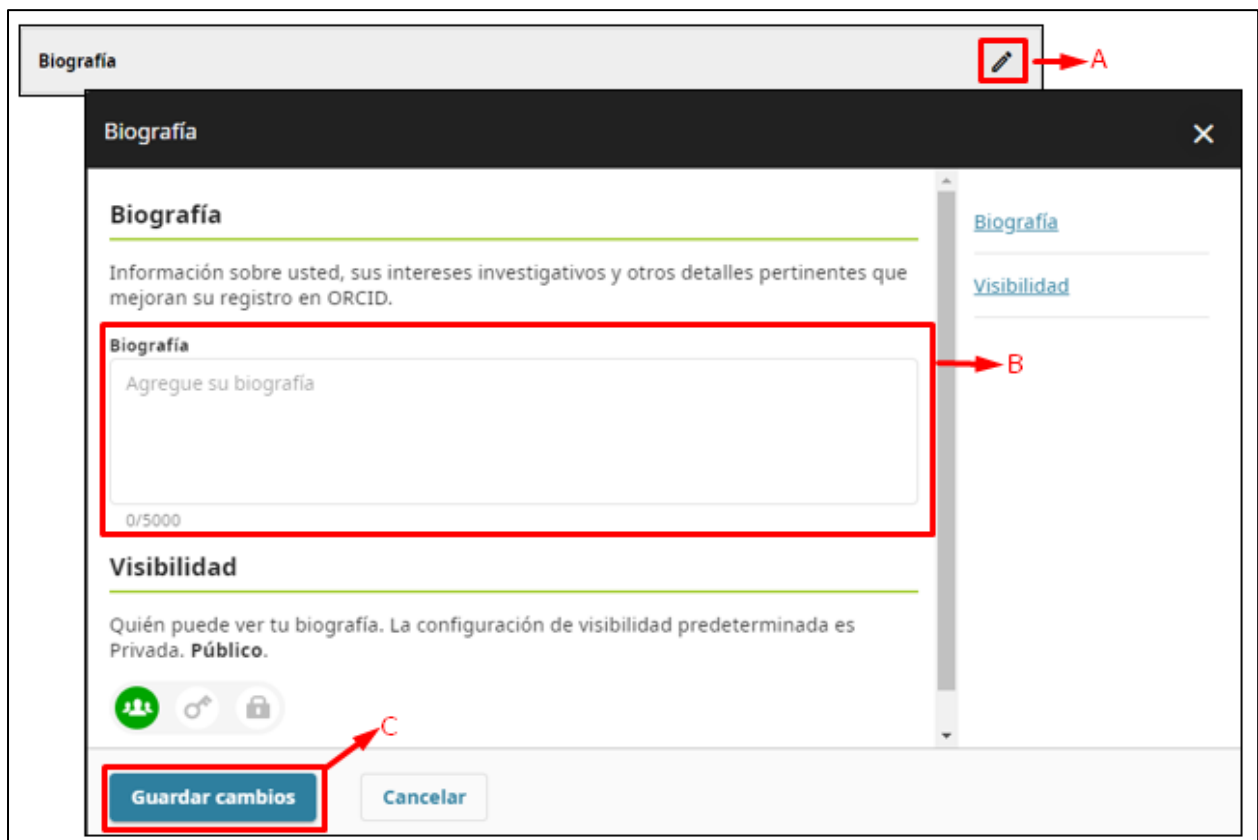 Biografía
A
Biografía
Biografía
Información sobre usted, sus intereses investigativos y otros detalles pertinentes que
mejoran su registro en ORCID.
Biografía
Agregue su biografía
0/5000
B
Visibilidad
Quién puede ver tu biografía. La configuración de visibilidad predeterminada es
Privada. Público.
C
Guardar cambios
Cancelar
Biografía
Visibilidad